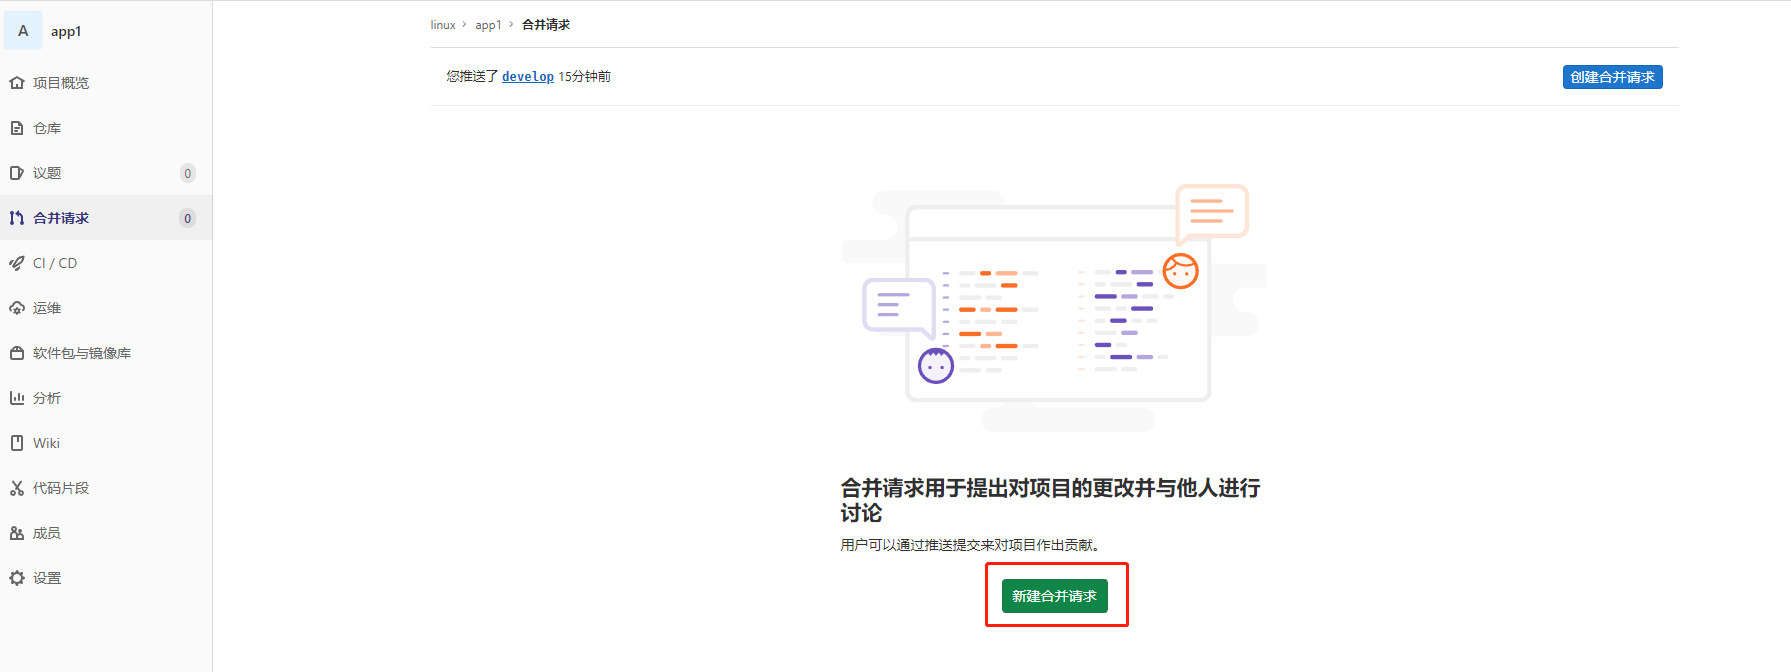 A app1
项目概览
仓库
议题 0
合并请求 0
CI / CD
运维
软件包与镜像库
分析
Wiki
代码片段
成员
设置
linux › app1 › 合并请求
您推送了 develop 15分钟前
创建合并请求
合并请求用于提出对项目的更改并与他人进行
讨论
用户可以通过推送提交来对项目作出贡献。
新建合并请求